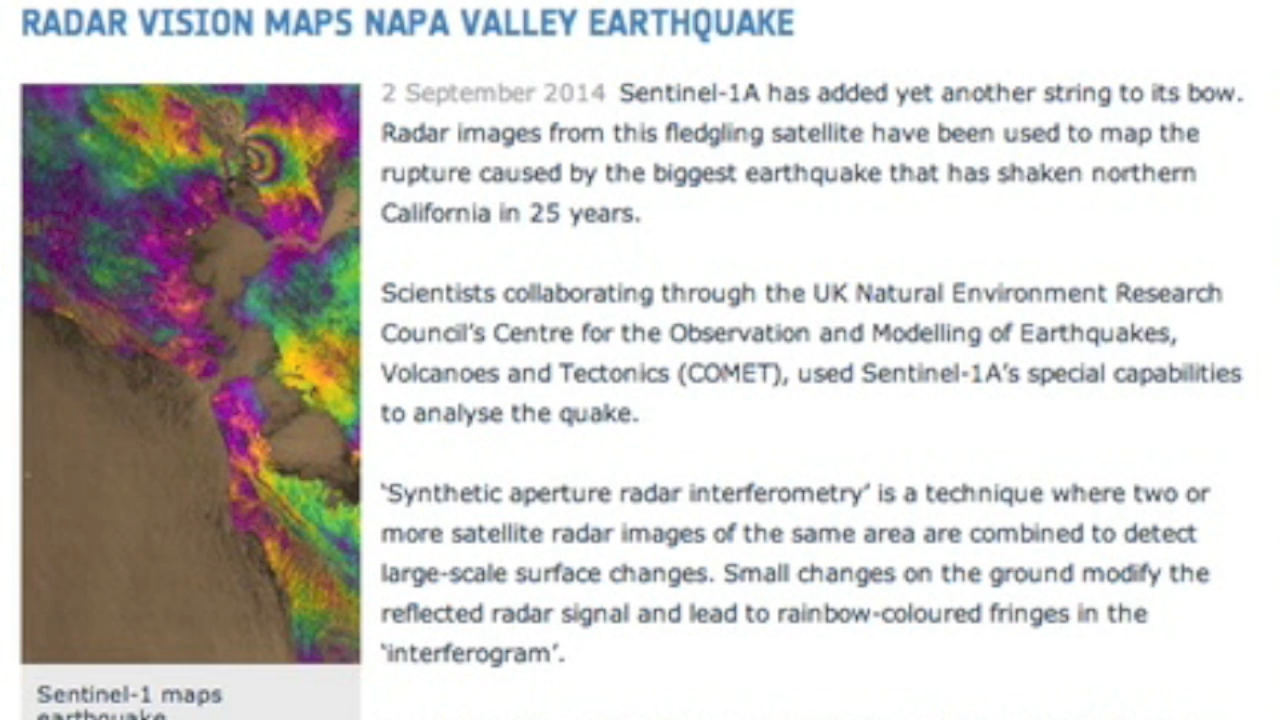 RADAR VISION MAPS NAPA VALLEY EARTHQUAKE
2 September 2014 Sentinel-1A has added yet another string to its bow.
Radar images from this fledgling satellite have been used to map the
rupture caused by the biggest earthquake that has shaken northern
California in 25 years.
Scientists collaborating through the UK Natural Environment Research
Council's Centre for the Observation and Modelling of Earthquakes,
Volcanoes and Tectonics (COMET), used Sentinel-1A's special capabilities
to analyse the quake.
‘Synthetic aperture radar interferometry’ is a technique where two or
more satellite radar images of the same area are combined to detect
large-scale surface changes. Small changes on the ground modify the
reflected radar signal and lead to rainbow-coloured fringes in the
‘interferogram’.
Sentinel-1 maps
earthquake